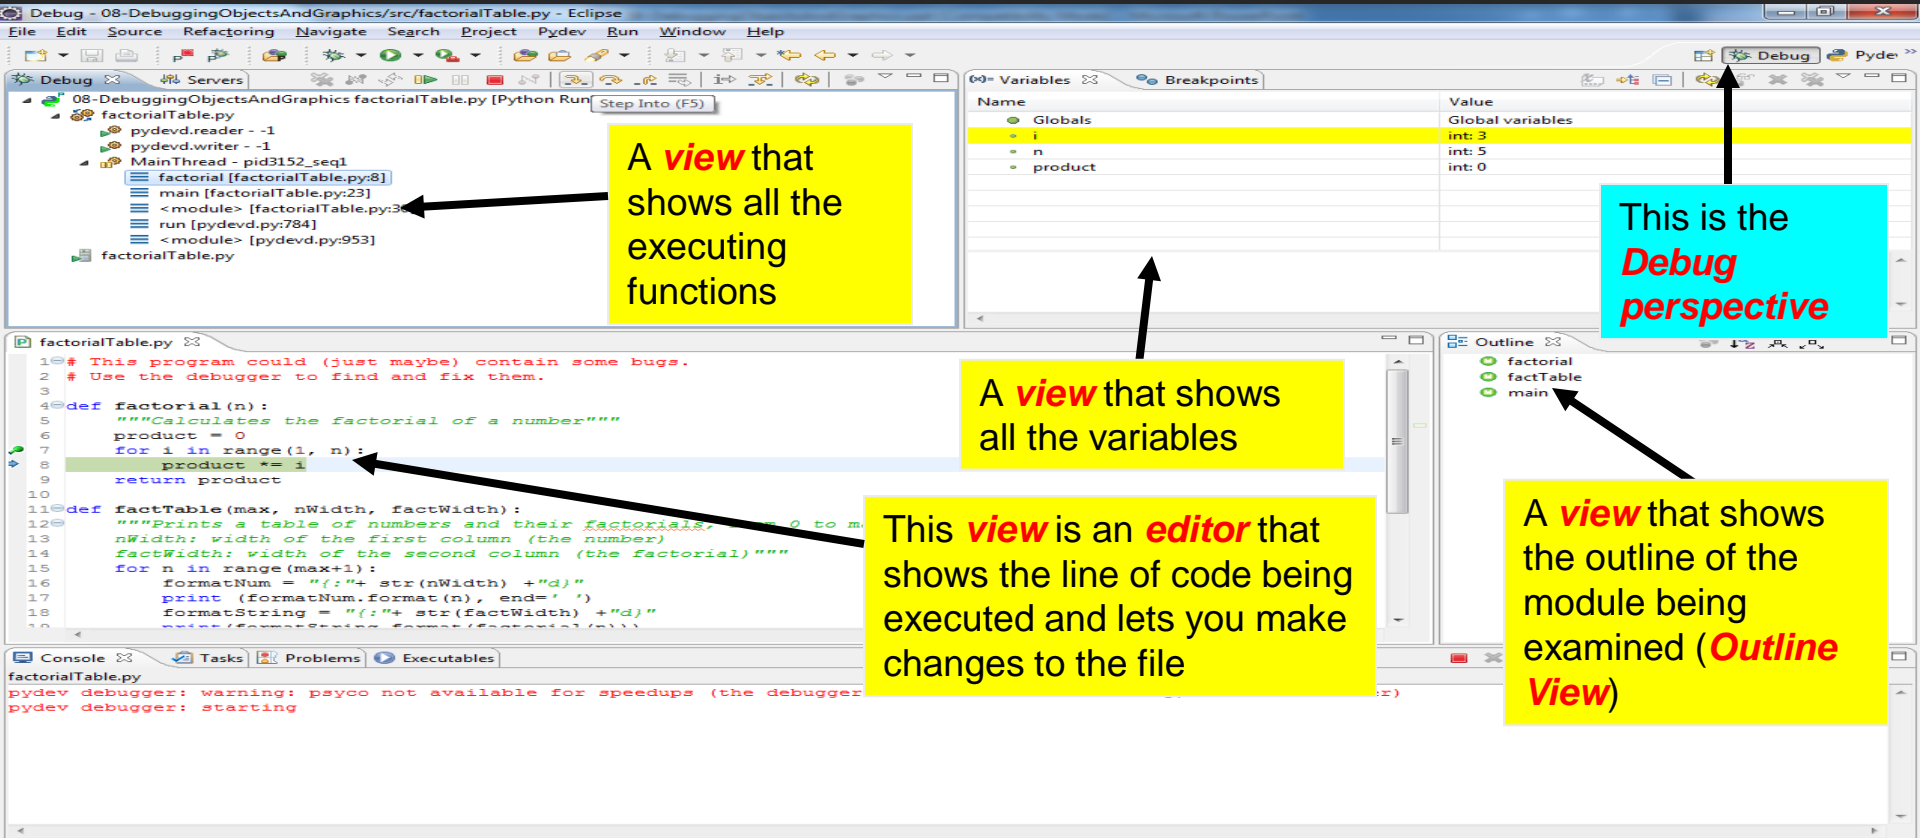 Debug - 08-DebuggingObjectsAndGraphics/src/factorialTable.py - Eclipse
File Edit Source Refactoring Navigate Search Project Pydev Run Window Help
Debug Pydev
Debug Servers
08-DebuggingObjectsAndGraphics factorialTable.py [Python Run
Step Into (F5)
factorialTable.py
pydevd.reader - -1
pydevd.writer - -1
MainThread - pid3152_seq1
factorial [factorialTable.py:8]
main [factorialTable.py:23]
<module> [factorialTable.py:3
run [pydevd.py:784]
<module> [pydevd.py:953]
factorialTable.py
A view that
shows all the
executing
functions
Variables Breakpoints
Name Value
Globals Global variables
i int: 3
n int: 5
product int: 0
This is the
Debug
perspective
A view that shows
all the variables
factorialTable.py
1 # This program could (just maybe) contain some bugs.
2 # Use the debugger to find and fix them.
3
4 def factorial(n):
5 """Calculates the factorial of a number"""
6 product = 0
7 for i in range(1, n):
8 product *= i
9 return product
10
11 def factTable(max, nWidth, factWidth):
12 """Prints a table of numbers and their factorials, from 0 to m
13 nWidth: width of the first column (the number)
14 factWidth: width of the second column (the factorial)"""
15 for n in range(max+1):
16 formatNum = "{:"+ str(nWidth) +"d}"
17 print (formatNum.format(n), end=' ')
18 formatString = "{:"+ str(factWidth) +"d}"
19 print(formatString.format(factorial(n)))
This view is an editor that
shows the line of code being
executed and lets you make
changes to the file
Outline
factorial
factTable
main
A view that shows
the outline of the
module being
examined (Outline
View)
Console Tasks Problems Executables
factorialTable.py
pydev debugger: warning: psyco not available for speedups (the debugger
pydev debugger: starting